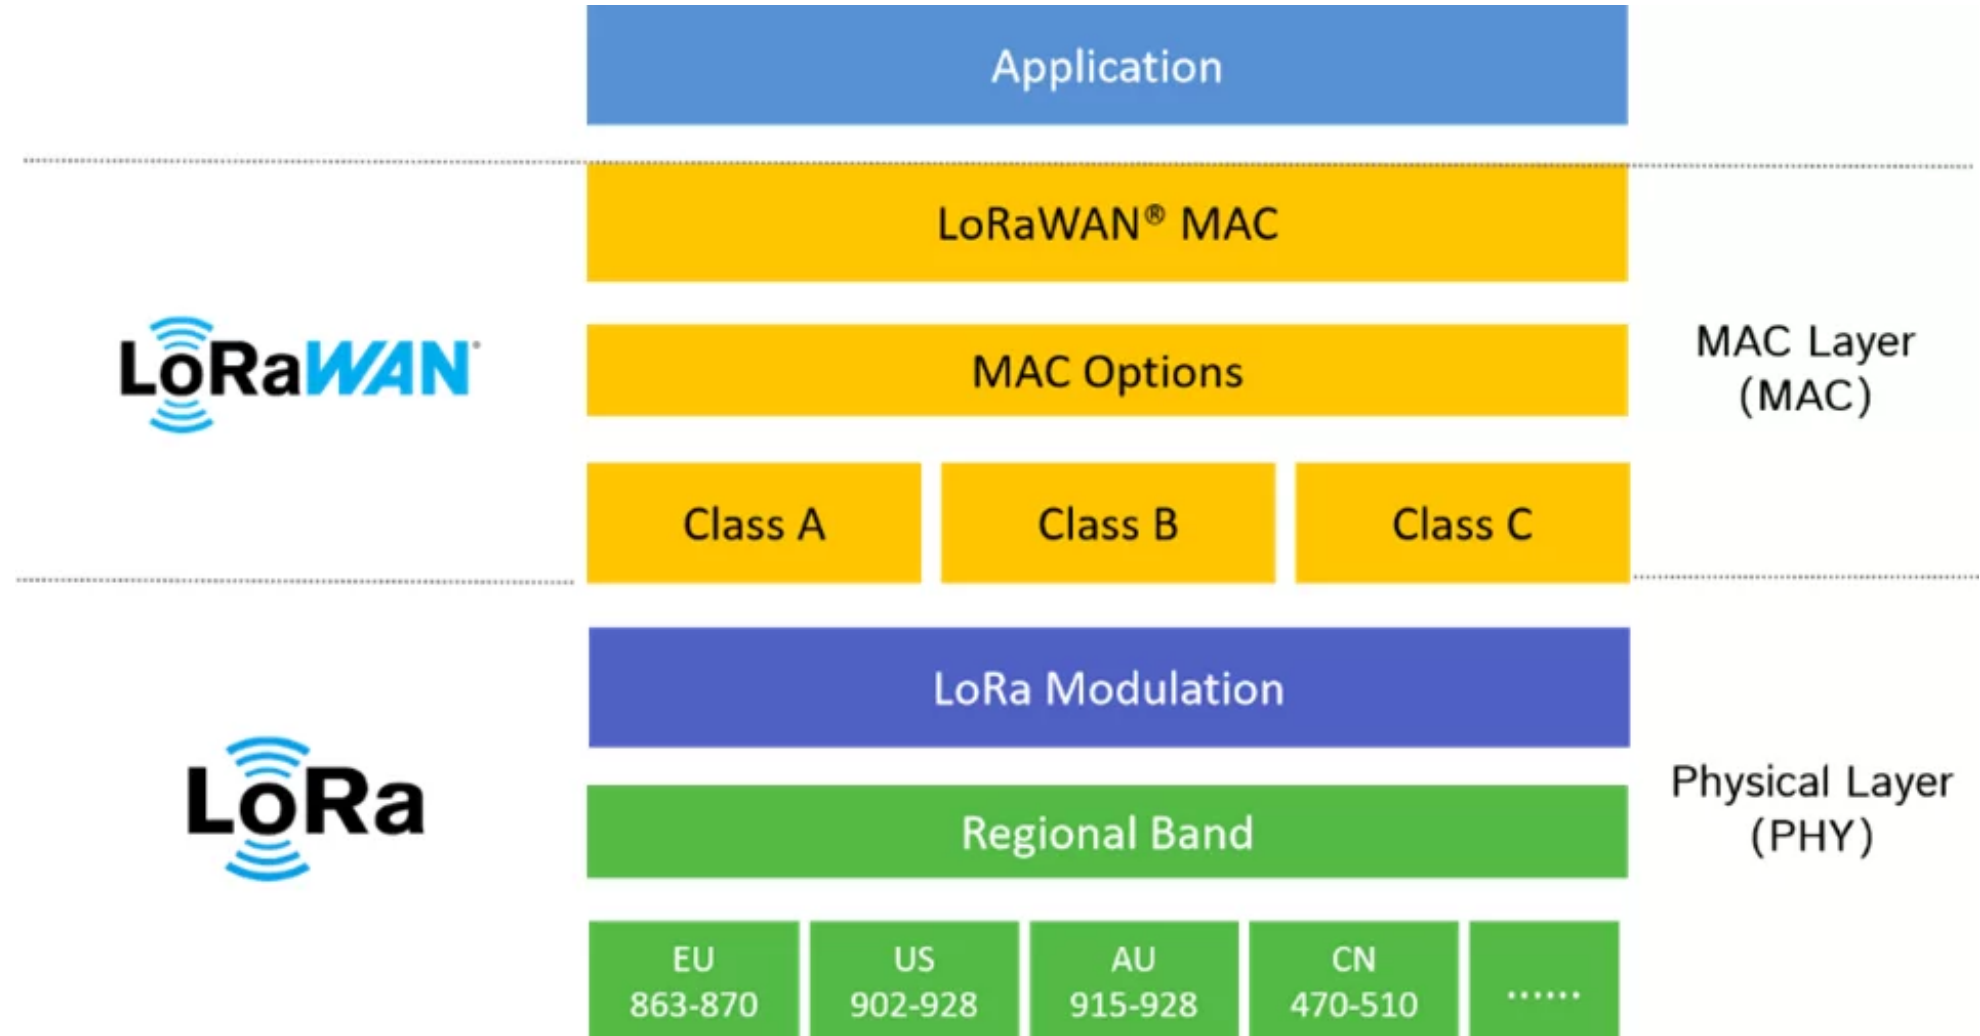 Application
LoRaWAN® MAC
LoRaWAN®
MAC Options
MAC Layer
(MAC)
Class A
Class B
Class C
LoRa Modulation
LoRa
Regional Band
Physical Layer
(PHY)
EU
863-870
US
902-928
AU
915-928
CN
470-510
......